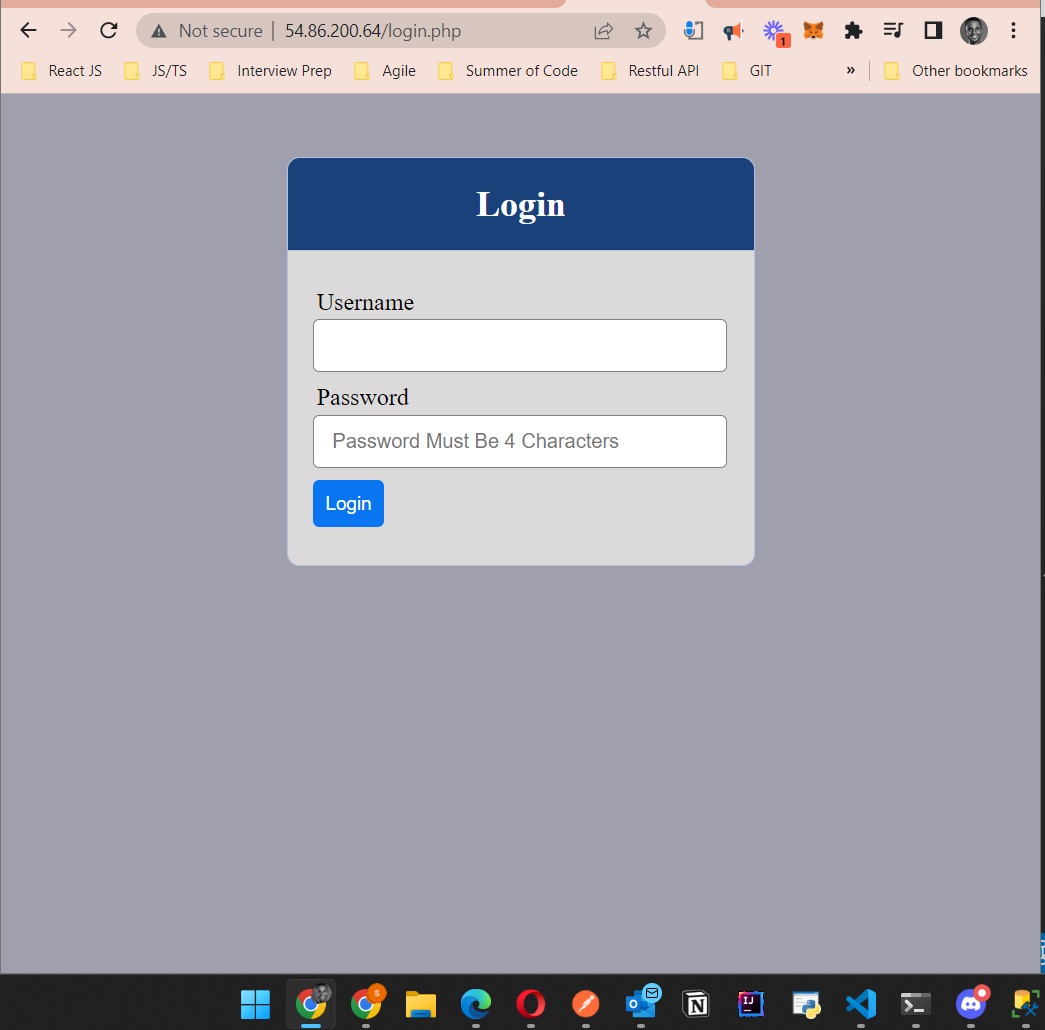 Not secure | 54.86.200.64/login.php
1
React JS JS/TS Interview Prep Agile Summer of Code Restful API GIT » Other bookmarks
Login
Username
Password
Password Must Be 4 Characters
Login